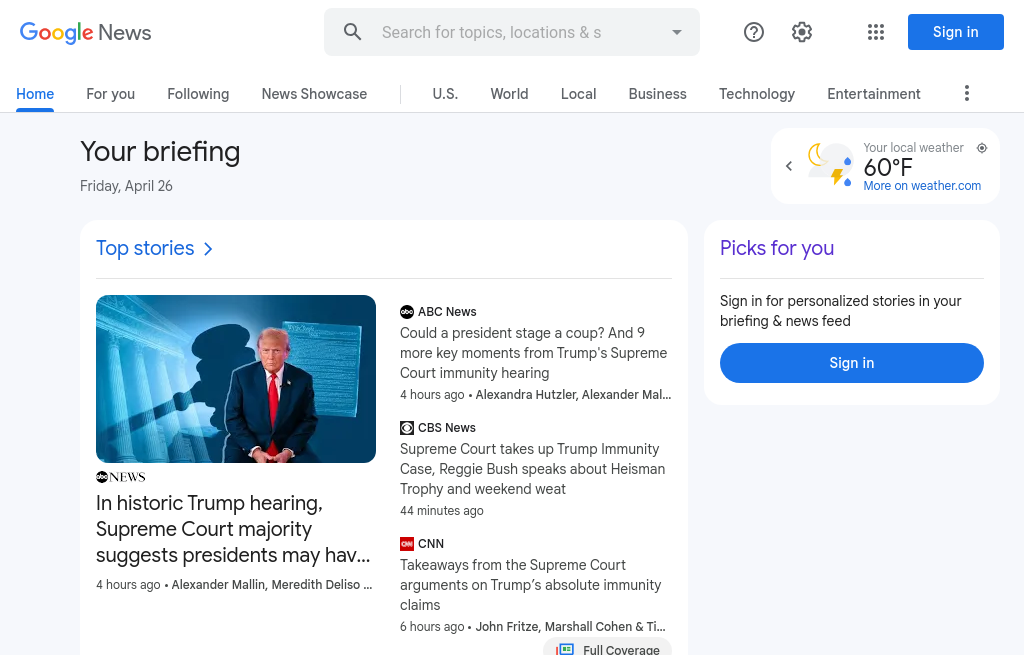 Google News
Search for topics, locations & s
Sign in
Home
For you
Following
News Showcase
U.S.
World
Local
Business
Technology
Entertainment
Your briefing
Friday, April 26
Your local weather
60°F
More on weather.com
Top stories
abc NEWS
In historic Trump hearing,
Supreme Court majority
suggests presidents may hav...
4 hours ago • Alexander Mallin, Meredith Deliso ...
abc ABC News
Could a president stage a coup? And 9
more key moments from Trump's Supreme
Court immunity hearing
4 hours ago • Alexandra Hutzler, Alexander Mal...
CBS News
Supreme Court takes up Trump Immunity
Case, Reggie Bush speaks about Heisman
Trophy and weekend weat
44 minutes ago
CNN CNN
Takeaways from the Supreme Court
arguments on Trump’s absolute immunity
claims
6 hours ago • John Fritze, Marshall Cohen & Ti...
Full Coverage
Picks for you
Sign in for personalized stories in your
briefing & news feed
Sign in